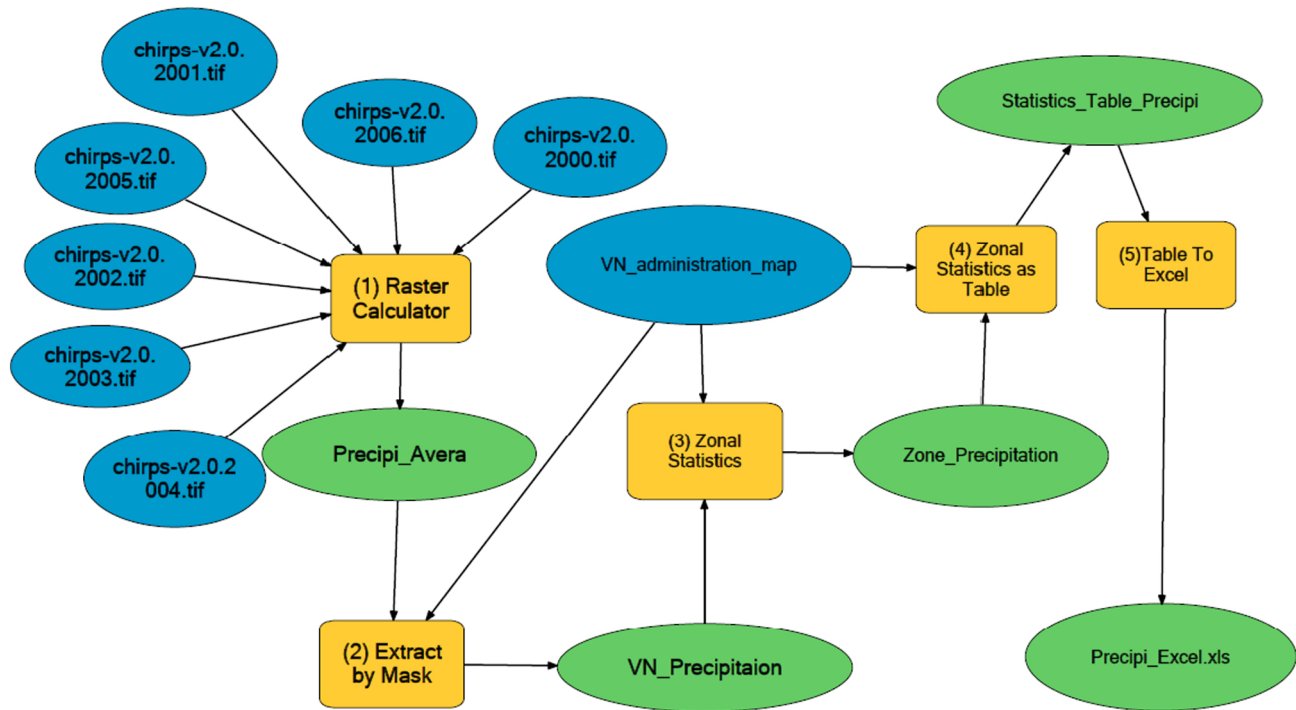 chirps-v2.0.
2001.tif
chirps-v2.0.
2006.tif
chirps-v2.0.
2000.tif
Statistics_Table_Precipi
chirps-v2.0.
2005.tif
chirps-v2.0.
2002.tif
(1) Raster
Calculator
VN_administration_map
(4) Zonal
Statistics as
Table
(5)Table To
Excel
chirps-v2.0.
2003.tif
chirps-v2.0.2
004.tif
Precipi_Avera
(3) Zonal
Statistics
Zone_Precipitation
(2) Extract
by Mask
VN_Precipitaion
Precipi_Excel.xls